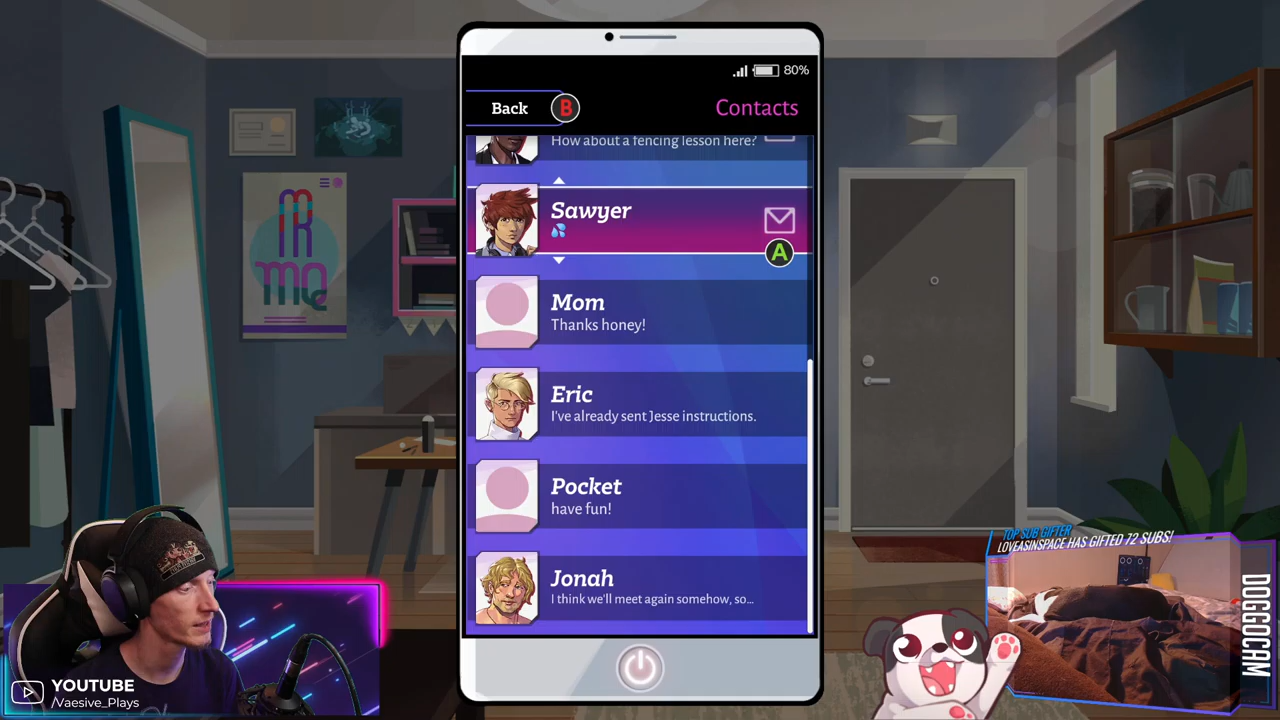 80%
Back
B
Contacts
How about a fencing lesson here?
Sawyer
💦
A
Mom
Thanks honey!
Eric
I've already sent Jesse instructions.
Pocket
have fun!
Jonah
I think we'll meet again somehow, so...
TOP SUB GIFTER
LOVEASINSPACE HAS GIFTED 72 SUBS!
DOGGOCAM
YOUTUBE
/Vaesive_Plays